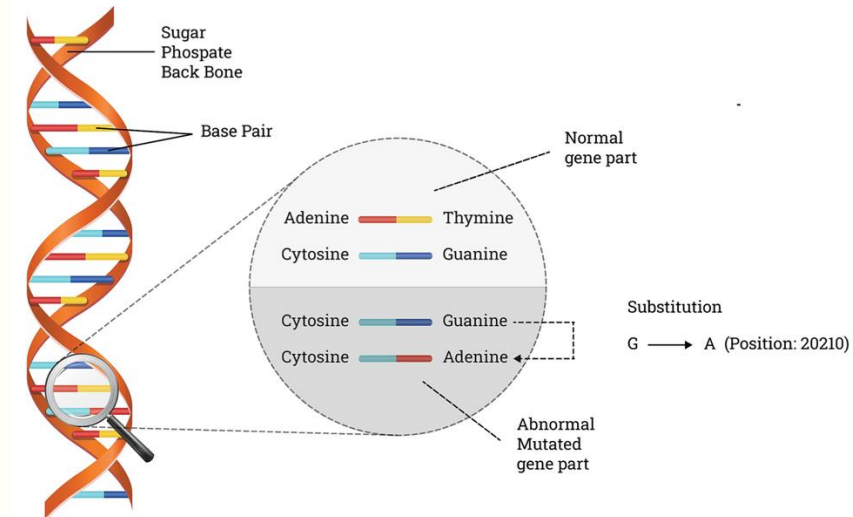 Sugar
Phospate
Back Bone
Base Pair
Normal
gene part
Adenine Thymine
Cytosine Guanine
Cytosine Guanine
Cytosine Adenine
Substitution
G → A (Position: 20210)
Abnormal
Mutated
gene part